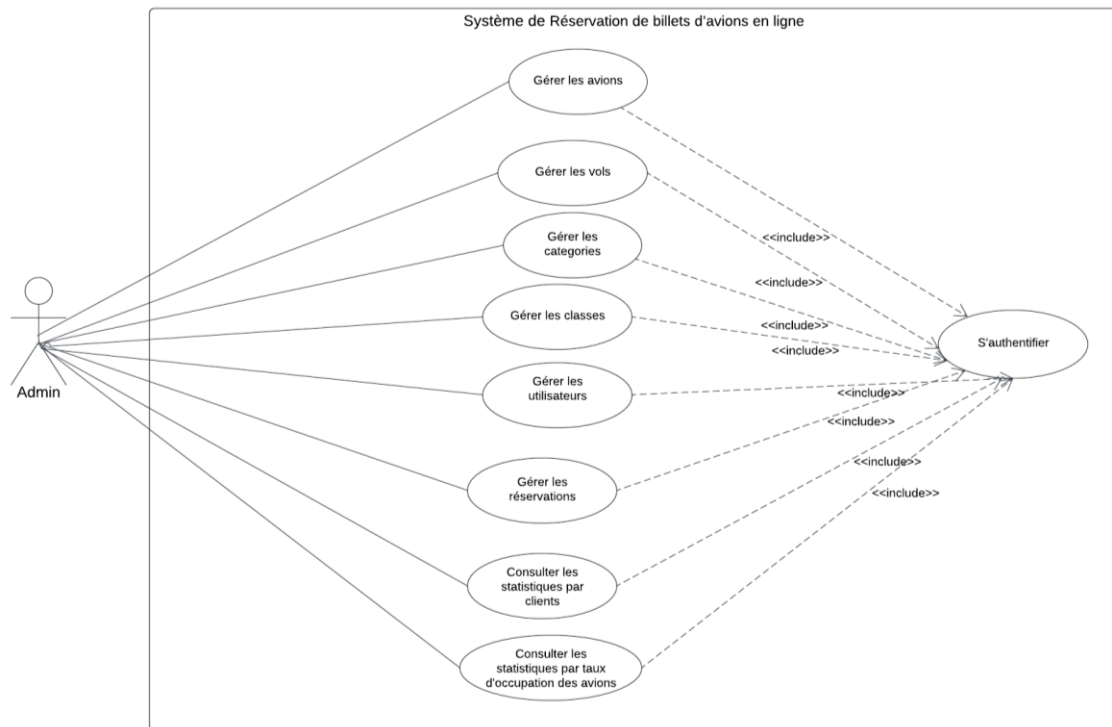 Système de Réservation de billets d'avions en ligne
Gérer les avions
Gérer les vols
Gérer les
categories
Gérer les classes
Gérer les
utilisateurs
Gérer les
réservations
Consulter les
statistiques par
clients
Consulter les
statistiques par taux
d'occupation des avions
Admin
<<include>>
<<include>>
<<include>>
<<include>>
<<include>>
<<include>>
<<include>>
<<include>>
S'authentifier